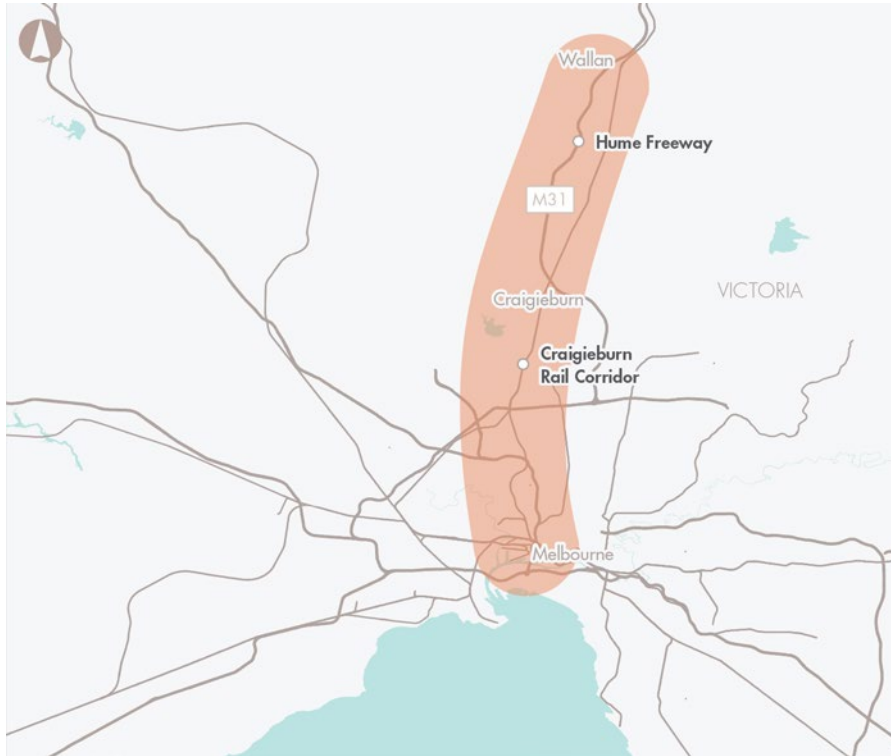 Wallan
Hume Freeway
M31
VICTORIA
Craigieburn
Craigieburn
Rail Corridor
Melbourne